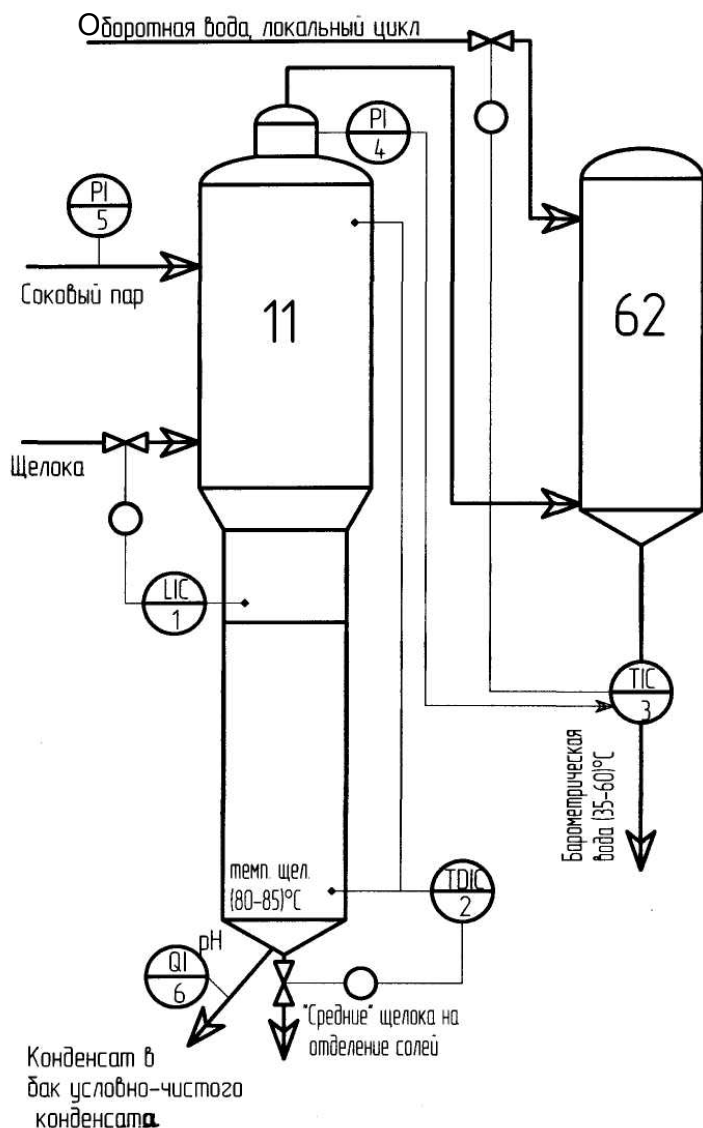 Оборотная вода, локальный цикл
PI
4
PI
5
Соковый пар
11
62
Щелока
LIC
1
TIC
3
Барометрическая
вода (35-60)°С
темп. щел.
(80-85)°С
TDIC
2
pH
QI
6
"Средние" щелока на
отделение солей
Конденсат в
бак условно-чистого
конденсата